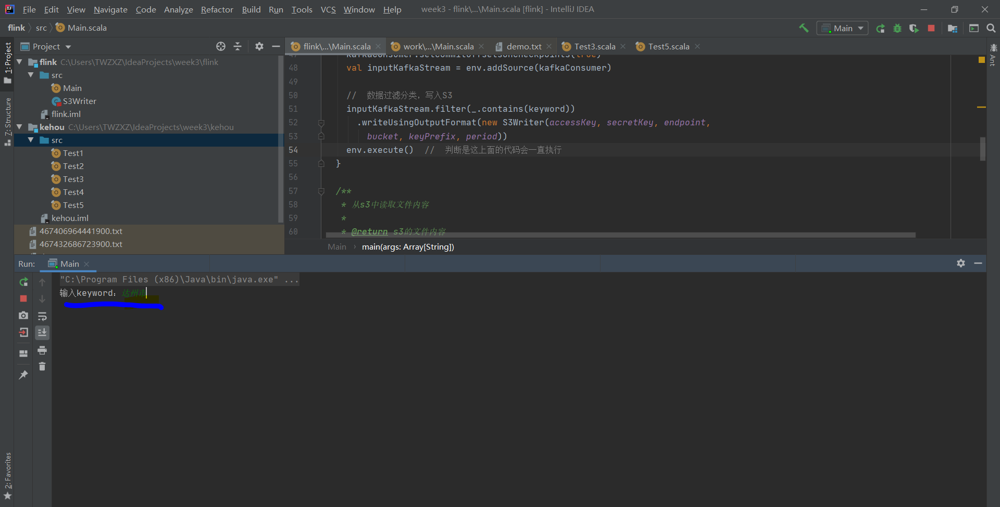 File Edit View Navigate Code Analyze Refactor Build Run Tools VCS Window Help week3 - flink\...\Main.scala [flink] - IntelliJ IDEA
flink src Main.scala
Main
Project
flink\...\Main.scala work\...\Main.scala demo.txt Test3.scala Test5.scala
1: Project
7: Structure
2: Favorites
Ant
flink C:\Users\TWZXZ\IdeaProjects\week3\flink
src
Main
S3Writer
flink.iml
kehou C:\Users\TWZXZ\IdeaProjects\week3\kehou
src
Test1
Test2
Test3
Test4
Test5
kehou.iml
467406964441900.txt
467432686723900.txt
47 kafkaConsumer.setCommitOffsetsOnCheckpoints(true)
48 val inputKafkaStream = env.addSource(kafkaConsumer)
49
50 // 数据过滤分类，写入S3
51 inputKafkaStream.filter(_.contains(keyword))
52 .writeUsingOutputFormat(new S3Writer(accessKey, secretKey, endpoint,
53 bucket, keyPrefix, period))
54 env.execute() // 判断是这上面的代码会一直执行
55 }
56
57 /**
58 * 从s3中读取文件内容
59 *
60 * @return s3的文件内容
Main main(args: Array[String])
Run: Main
"C:\Program Files (x86)\Java\bin\java.exe" ...
输入keyword: 达州市